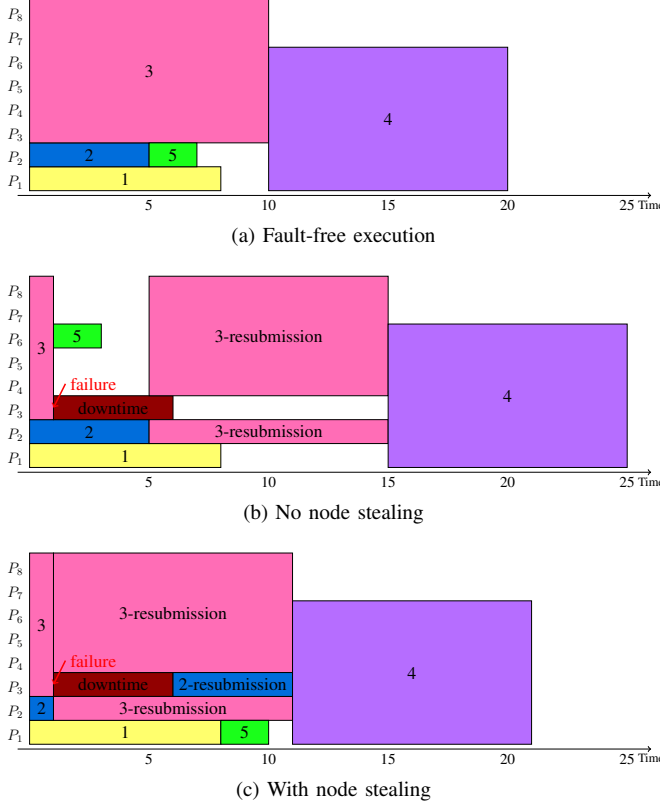 P8
P7
P6
P5
P4
P3
P2
P1
3
4
2
5
1
5
10
15
20
25
Time
(a) Fault-free execution
P8
P7
P6
P5
P4
P3
P2
P1
3
5
3-resubmission
failure
downtime
4
2
3-resubmission
1
5
10
15
20
25
Time
(b) No node stealing
P8
P7
P6
P5
P4
P3
P2
P1
3
3-resubmission
failure
downtime
2-resubmission
4
2
3-resubmission
1
5
5
10
15
20
25
Time
(c) With node stealing